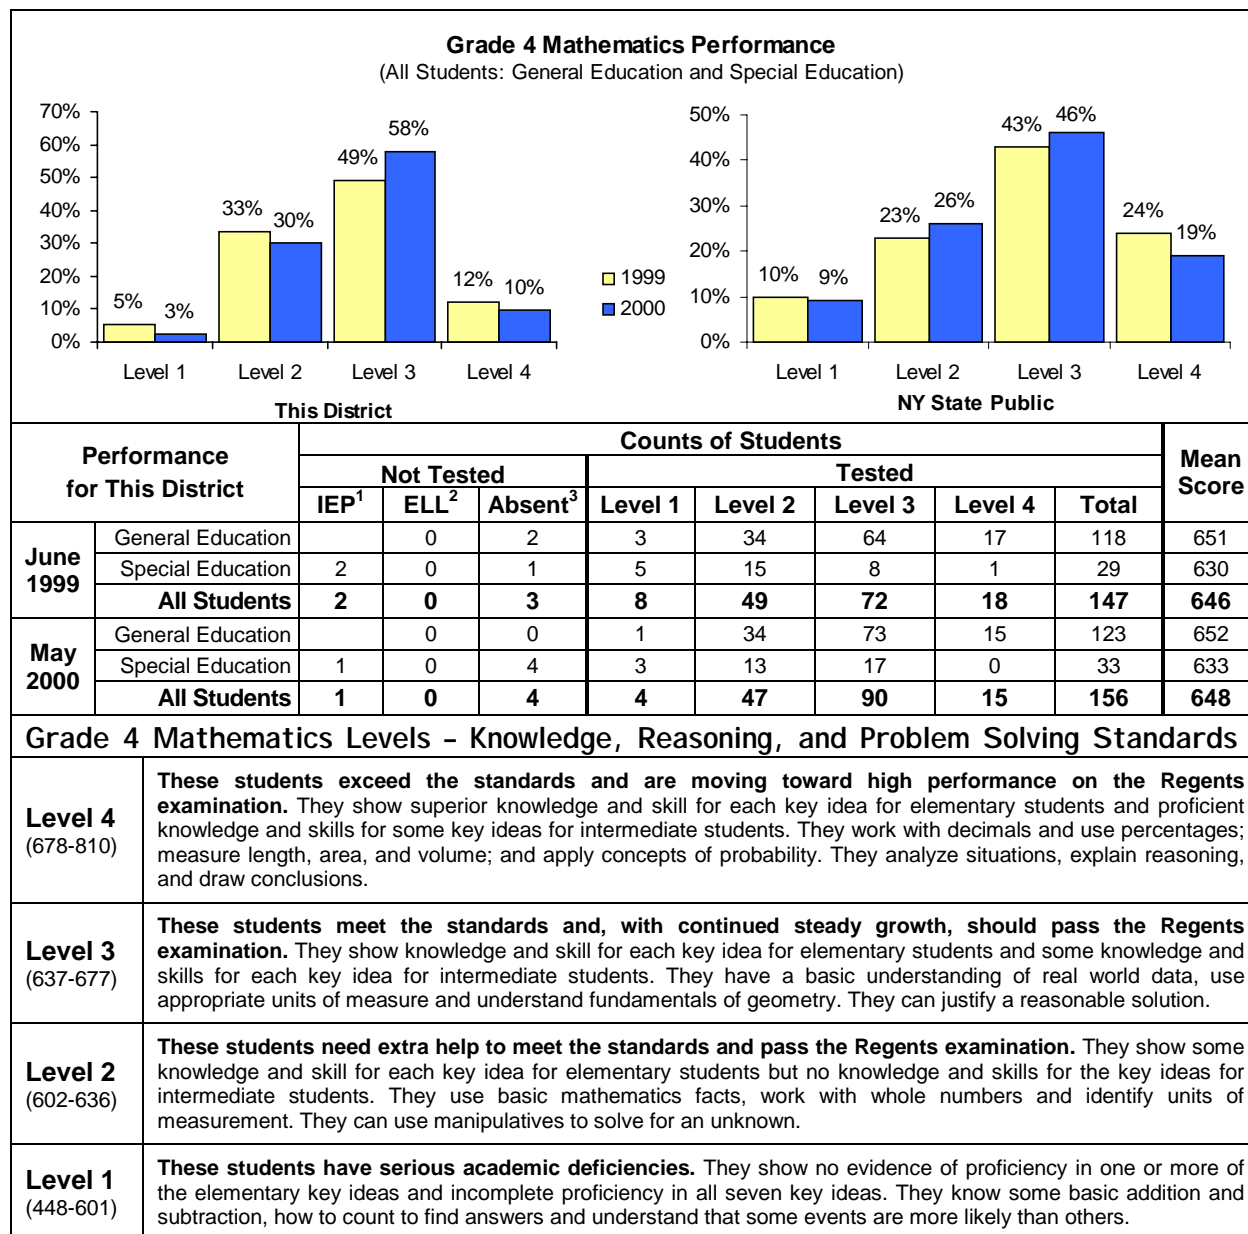 Grade 4 Mathematics Performance
(All Students: General Education and Special Education)
70%
60%
50%
40%
30%
20%
10%
0%
5% 3% 33% 30% 49% 58% 12% 10%
Level 1 Level 2 Level 3 Level 4
This District
1999
2000
50%
40%
30%
20%
10%
0%
10% 9% 23% 26% 43% 46% 24% 19%
Level 1 Level 2 Level 3 Level 4
NY State Public
Performance for This District Counts of Students Mean Score
Not Tested Tested
IEP1 ELL2 Absent3 Level 1 Level 2 Level 3 Level 4 Total
June 1999
General Education 0 2 3 34 64 17 118 651
Special Education 2 0 1 5 15 8 1 29 630
All Students 2 0 3 8 49 72 18 147 646
May 2000
General Education 0 0 1 34 73 15 123 652
Special Education 1 0 4 3 13 17 0 33 633
All Students 1 0 4 4 47 90 15 156 648
Grade 4 Mathematics Levels – Knowledge, Reasoning, and Problem Solving Standards
Level 4
(678-810)
These students exceed the standards and are moving toward high performance on the Regents
examination. They show superior knowledge and skill for each key idea for elementary students and proficient
knowledge and skills for some key ideas for intermediate students. They work with decimals and use percentages;
measure length, area, and volume; and apply concepts of probability. They analyze situations, explain reasoning,
and draw conclusions.
Level 3
(637-677)
These students meet the standards and, with continued steady growth, should pass the Regents
examination. They show knowledge and skill for each key idea for elementary students and some knowledge and
skills for each key idea for intermediate students. They have a basic understanding of real world data, use
appropriate units of measure and understand fundamentals of geometry. They can justify a reasonable solution.
Level 2
(602-636)
These students need extra help to meet the standards and pass the Regents examination. They show some
knowledge and skill for each key idea for elementary students but no knowledge and skills for the key ideas for
intermediate students. They use basic mathematics facts, work with whole numbers and identify units of
measurement. They can use manipulatives to solve for an unknown.
Level 1
(448-601)
These students have serious academic deficiencies. They show no evidence of proficiency in one or more of
the elementary key ideas and incomplete proficiency in all seven key ideas. They know some basic addition and
subtraction, how to count to find answers and understand that some events are more likely than others.